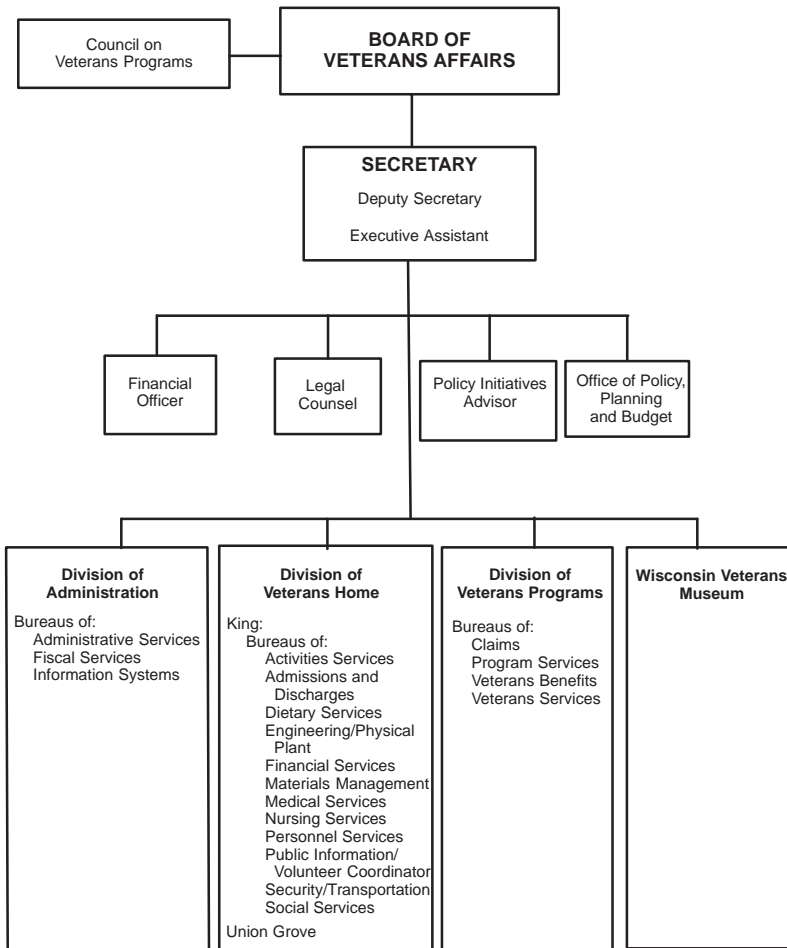 Council on
Veterans Programs
BOARD OF
VETERANS AFFAIRS
SECRETARY
Deputy Secretary
Executive Assistant
Financial
Officer
Legal
Counsel
Policy Initiatives
Advisor
Office of Policy,
Planning
and Budget
Division of
Administration
Bureaus of:
Administrative Services
Fiscal Services
Information Systems
Division of
Veterans Home
King:
Bureaus of:
Activities Services
Admissions and
Discharges
Dietary Services
Engineering/Physical
Plant
Financial Services
Materials Management
Medical Services
Nursing Services
Personnel Services
Public Information/
Volunteer Coordinator
Security/Transportation
Social Services
Union Grove
Division of
Veterans Programs
Bureaus of:
Claims
Program Services
Veterans Benefits
Veterans Services
Wisconsin Veterans
Museum